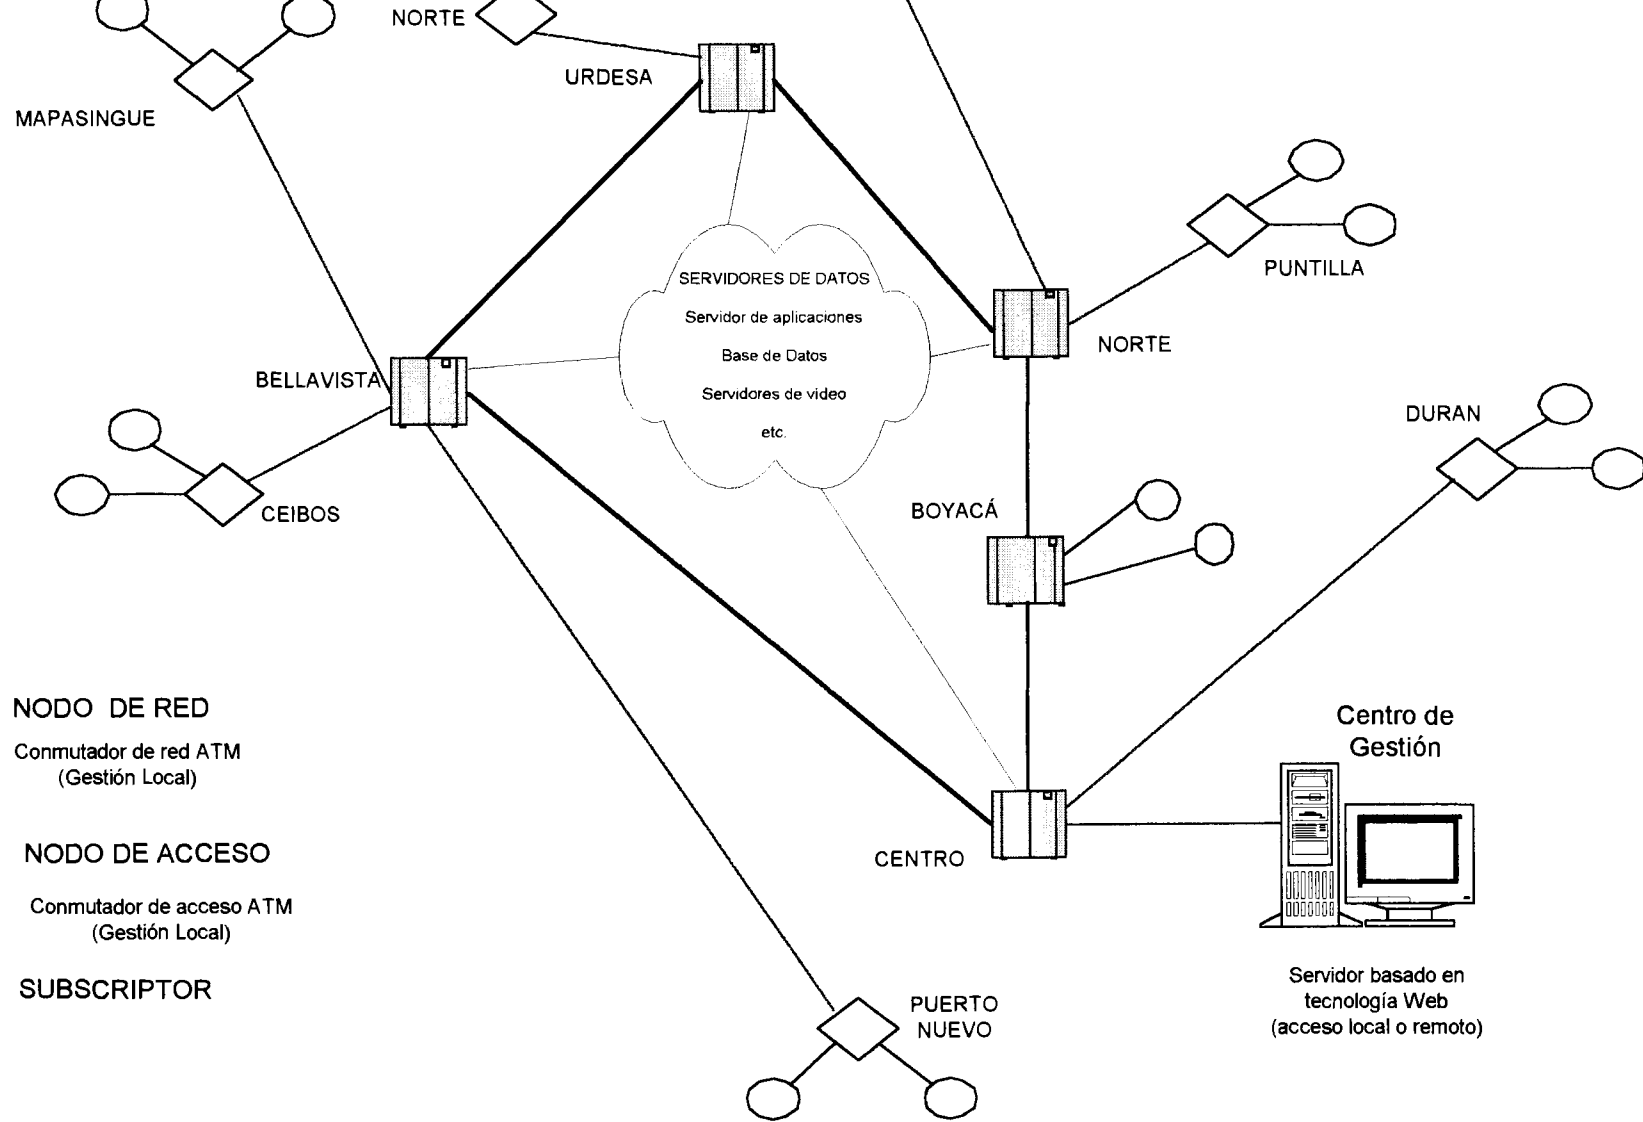 NORTE
URDESA
MAPASINGUE
PUNTILLA
SERVIDORES DE DATOS
Servidor de aplicaciones
Base de Datos
Servidores de video
etc.
NORTE
BELLAVISTA
DURAN
CEIBOS
BOYACÁ
NODO DE RED
Conmutador de red ATM
(Gestión Local)
Centro de
Gestión
NODO DE ACCESO
CENTRO
Conmutador de acceso ATM
(Gestión Local)
SUBSCRIPTOR
Servidor basado en
tecnología Web
(acceso local o remoto)
PUERTO
NUEVO